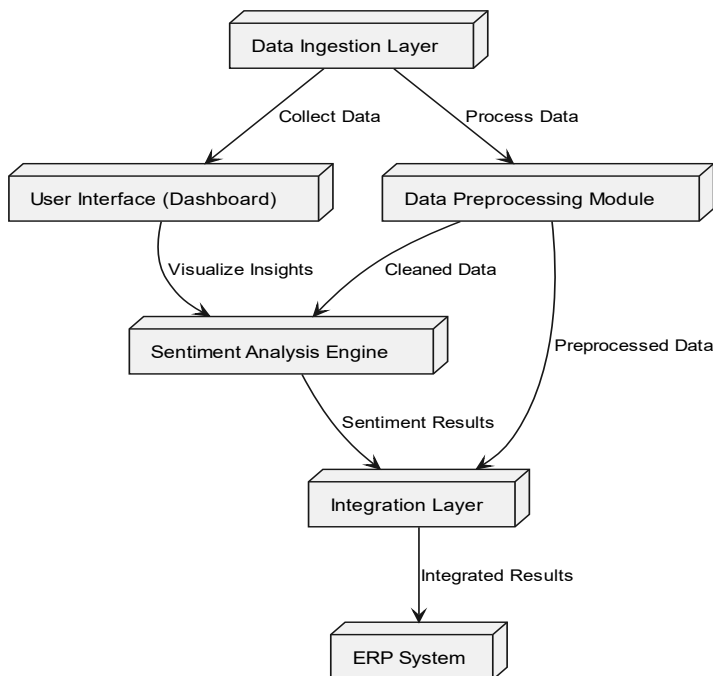 Data Ingestion Layer
Collect Data
Process Data
User Interface (Dashboard)
Data Preprocessing Module
Visualize Insights
Cleaned Data
Sentiment Analysis Engine
Preprocessed Data
Sentiment Results
Integration Layer
Integrated Results
ERP System